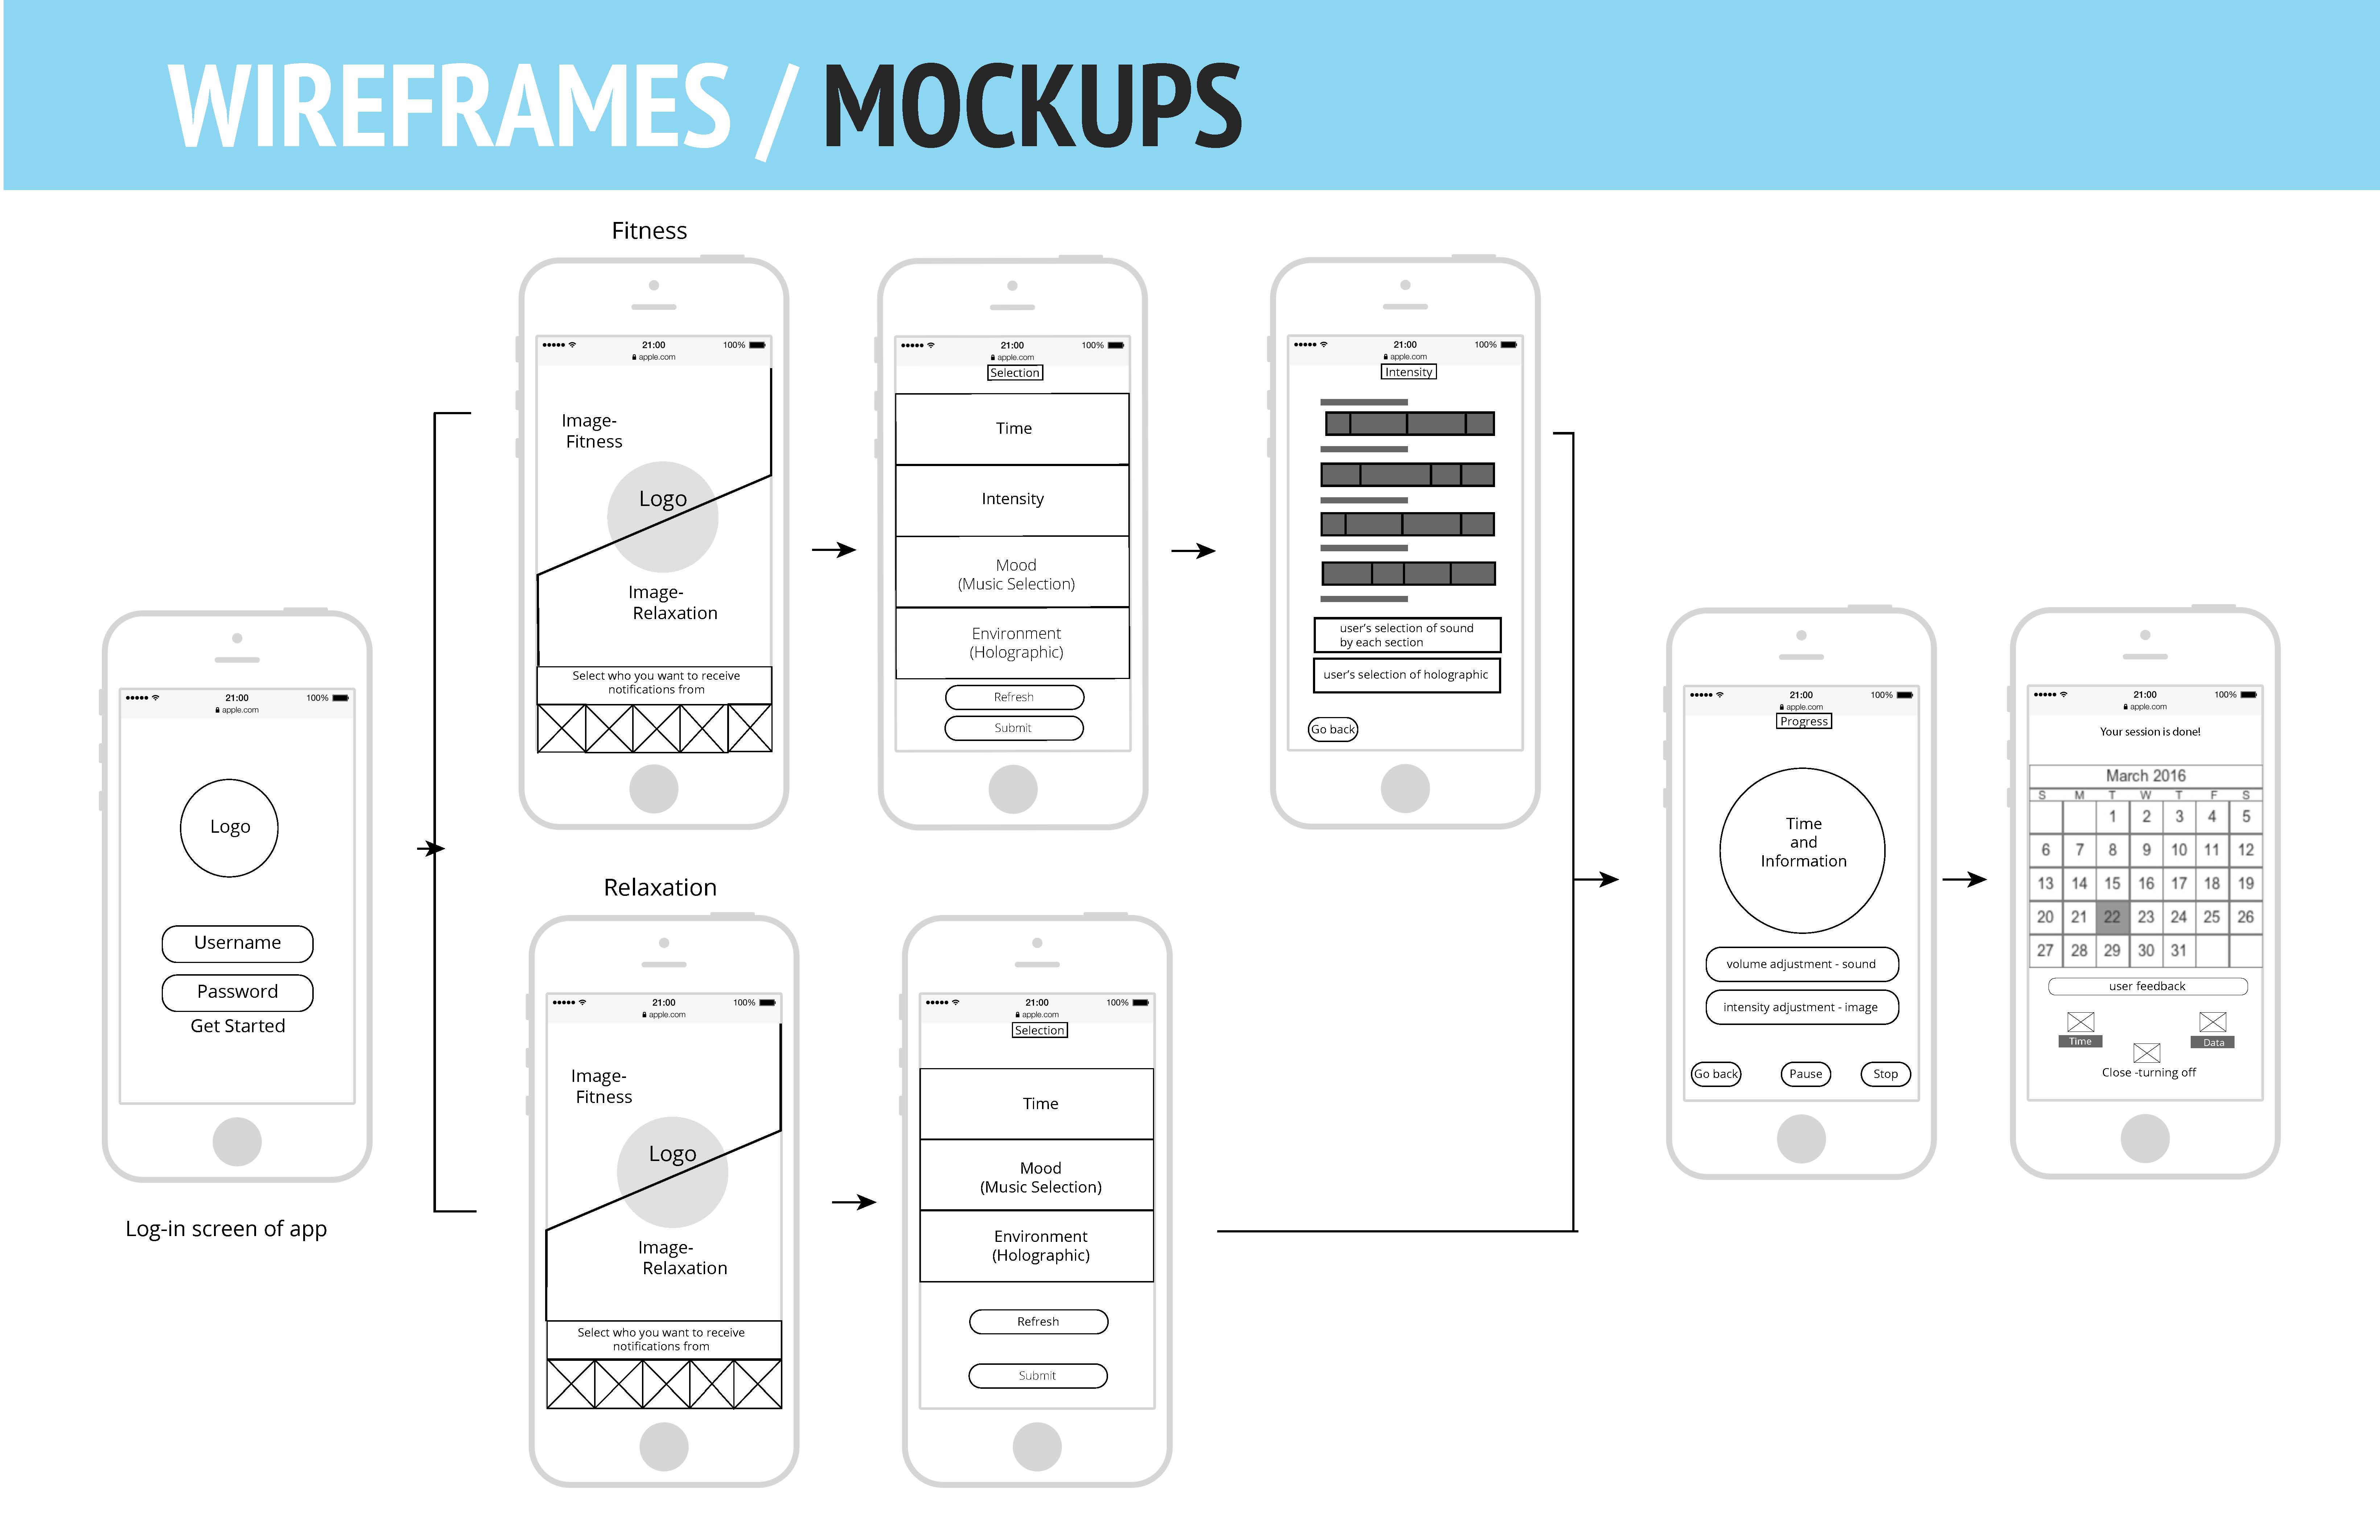 WIREFRAMES / MOCKUPS
Log-in screen of app
21:00
100%
apple.com
Logo
Username
Password
Get Started
Fitness
21:00
100%
apple.com
Image-
Fitness
Logo
Image-
Relaxation
Select who you want to receive
notifications from
21:00
100%
apple.com
Selection
Time
Intensity
Mood
(Music Selection)
Environment
(Holographic)
Refresh
Submit
21:00
100%
apple.com
Intensity
user's selection of sound
by each section
user's selection of holographic
Go back
Relaxation
21:00
100%
apple.com
Image-
Fitness
Logo
Image-
Relaxation
Select who you want to receive
notifications from
21:00
100%
apple.com
Selection
Time
Mood
(Music Selection)
Environment
(Holographic)
Refresh
Submit
21:00
100%
apple.com
Progress
Time
and
Information
volume adjustment - sound
intensity adjustment - image
Go back Pause Stop
21:00
100%
apple.com
Your session is done!
March 2016
S M T W T F S
1 2 3 4 5
6 7 8 9 10 11 12
13 14 15 16 17 18 19
20 21 22 23 24 25 26
27 28 29 30 31
user feedback
Time Data
Close -turning off